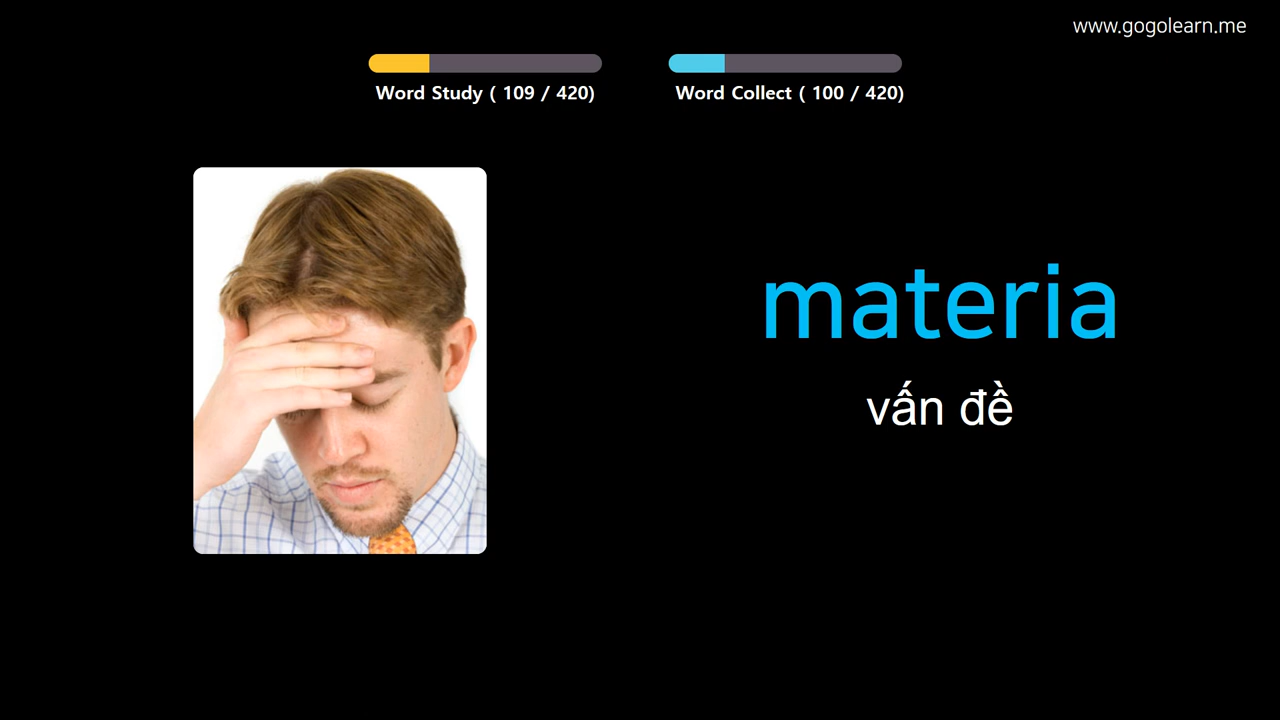 www.gogolearn.me
Word Study ( 109 / 420)
Word Collect ( 100 / 420)
materia
vấn đề